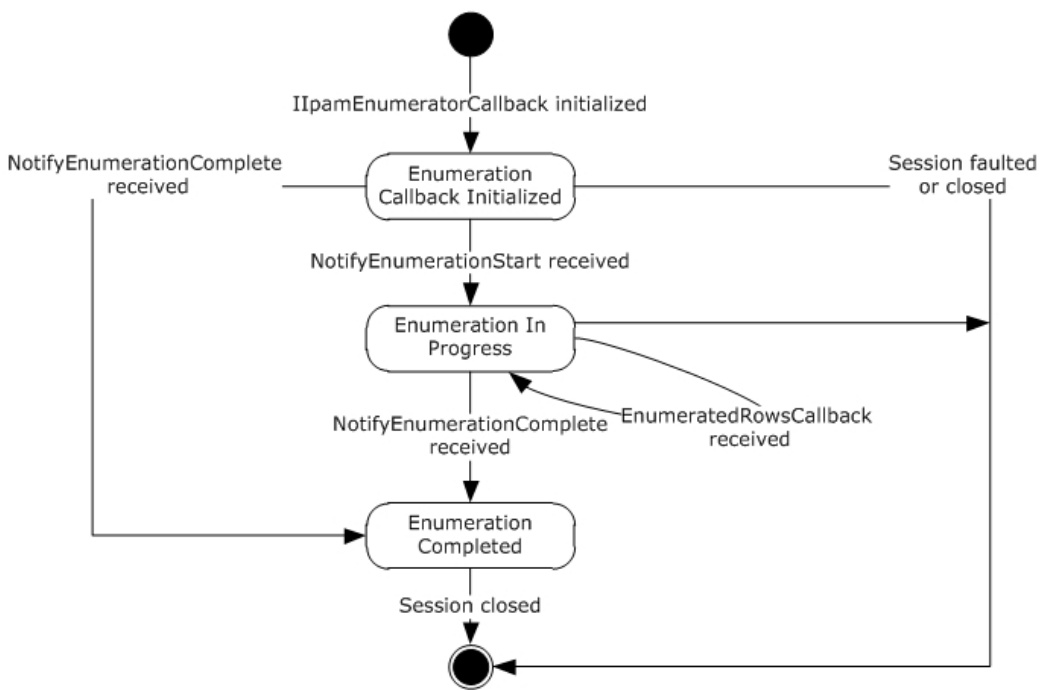 IIpamEnumeratorCallback initialized
NotifyEnumerationComplete
received
Enumeration
Callback Initialized
Session faulted
or closed
NotifyEnumerationStart received
Enumeration In
Progress
NotifyEnumerationComplete
received
EnumeratedRowsCallback
received
Enumeration
Completed
Session closed